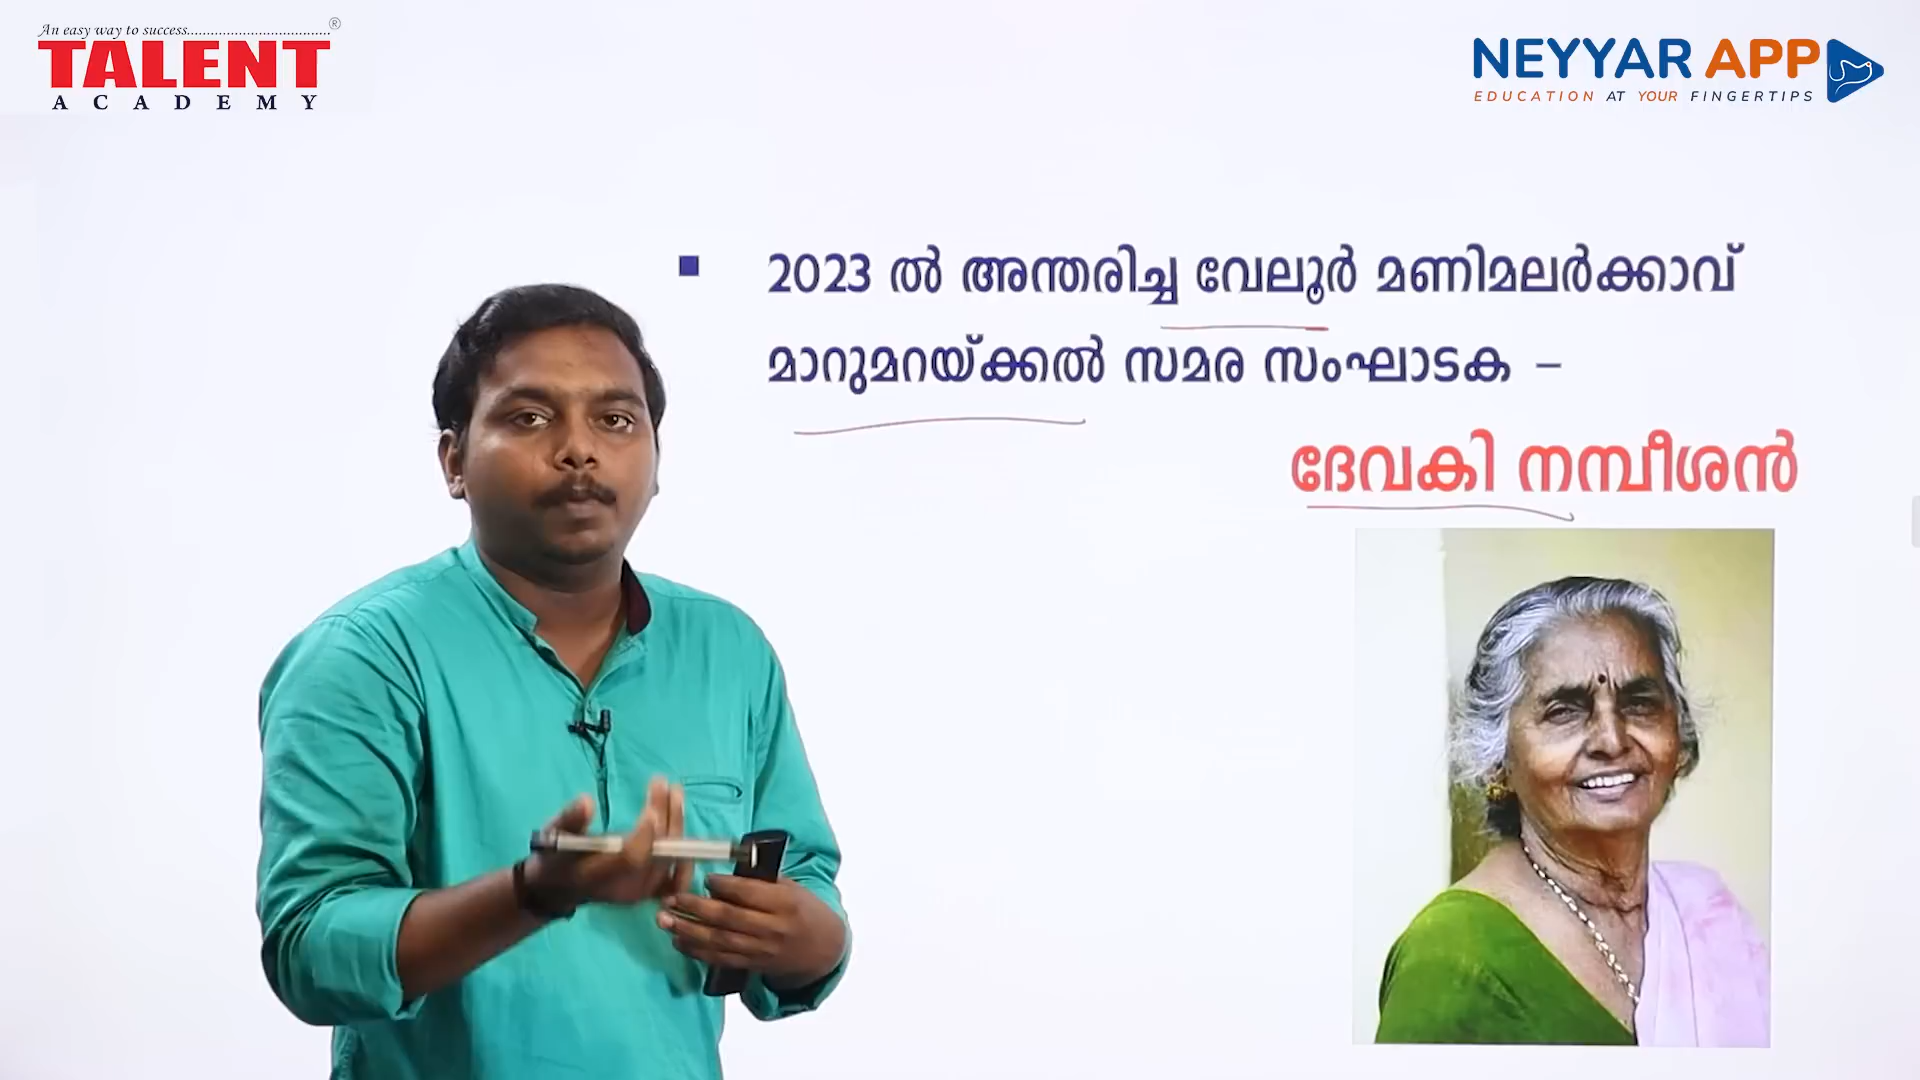 An easy way to success
TALENT
ACADEMY
NEYYAR APP
EDUCATION AT YOUR FINGERTIPS
2023 ൽ അന്തരിച്ച വേലൂർ മണിമലർക്കാവ്
മാറുമറയ്ക്കൽ സമര സംഘാടക –
ദേവകി നമ്പീശൻ